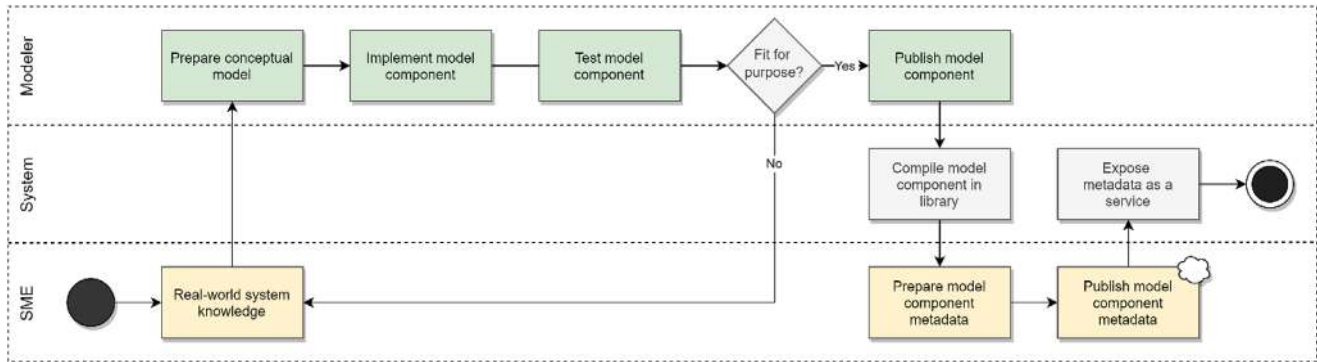 Modeler
Prepare conceptual
model
Implement model
component
Test model
component
Fit for
purpose?
Yes
Publish model
component
No
System
Compile model
component in
library
Expose
metadata as a
service
SME
Real-world system
knowledge
Prepare model
component
metadata
Publish model
component
metadata